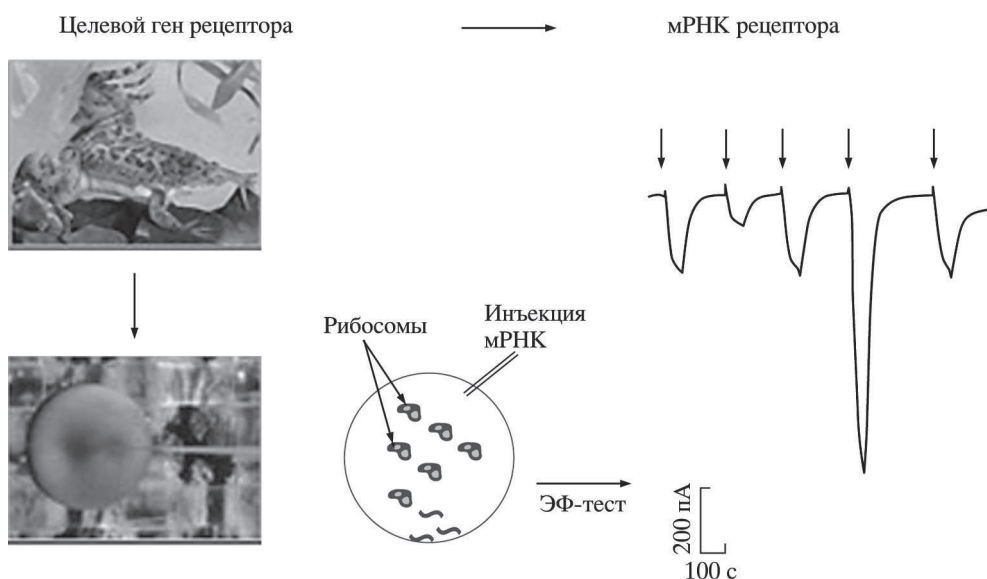 Целевой ген рецептора
мРНК рецептора
Рибосомы
Инъекция
мРНК
ЭФ-тест
200 пА
100 с